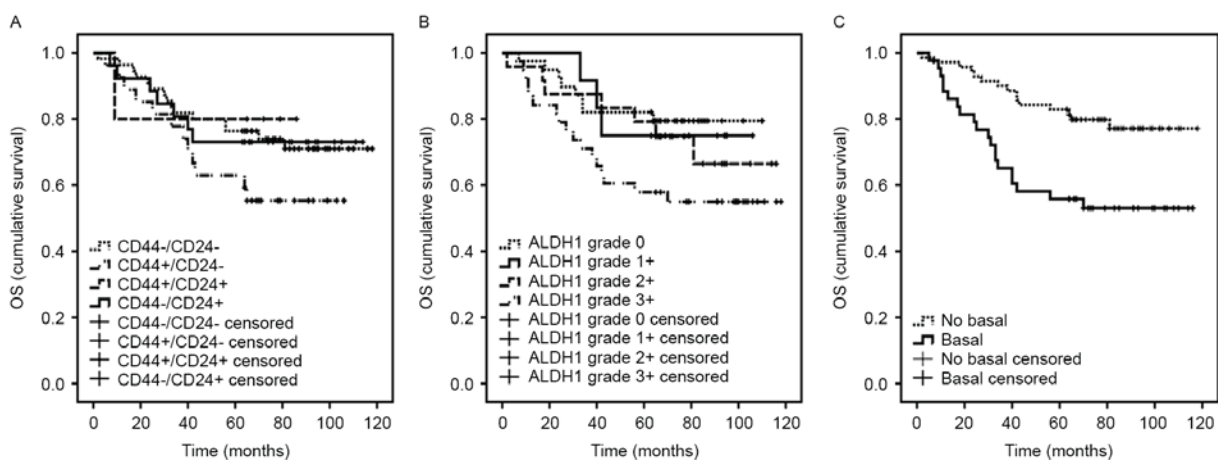 A
OS (cumulative survival)
1.0
0.8
0.6
0.4
0.2
0.0
CD44-/CD24-
CD44+/CD24-
CD44+/CD24+
CD44-/CD24+
CD44-/CD24- censored
CD44+/CD24- censored
CD44+/CD24+ censored
CD44-/CD24+ censored
0 20 40 60 80 100 120
Time (months)
B
OS (cumulative survival)
1.0
0.8
0.6
0.4
0.2
0.0
ALDH1 grade 0
ALDH1 grade 1+
ALDH1 grade 2+
ALDH1 grade 3+
ALDH1 grade 0 censored
ALDH1 grade 1+ censored
ALDH1 grade 2+ censored
ALDH1 grade 3+ censored
0 20 40 60 80 100 120
Time (months)
C
OS (cumulative survival)
1.0
0.8
0.6
0.4
0.2
0.0
No basal
Basal
No basal censored
Basal censored
0 20 40 60 80 100 120
Time (months)